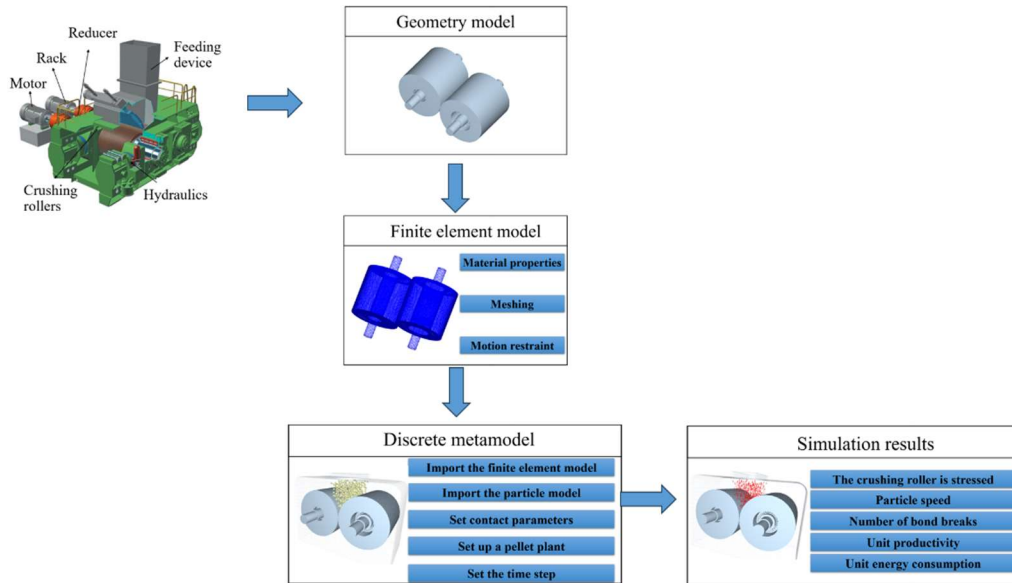 Reducer
Rack
Motor
Feeding
device
Crushing
rollers
Hydraulics
Geometry model
Finite element model
Material properties
Meshing
Motion restraint
Discrete metamodel
Import the finite element model
Import the particle model
Set contact parameters
Set up a pellet plant
Set the time step
Simulation results
The crushing roller is stressed
Particle speed
Number of bond breaks
Unit productivity
Unit energy consumption